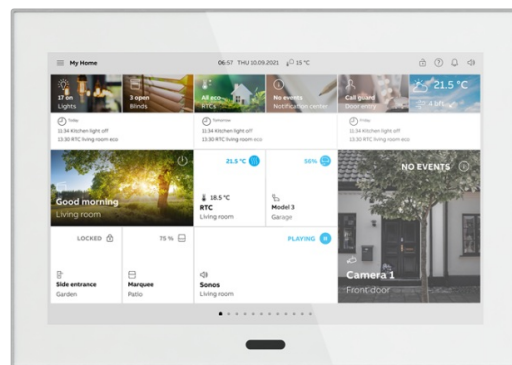 My Home
06:57 THU 10.09.2021 15 °C
17 on
Lights
3 open
Blinds
All eco
RTCs
No events
Notification center
Call guard
Door entry
21.5 °C
Today
11:34 Kitchen light off
13:30 RTC living room eco
Tomorrow
11:34 Kitchen light off
13:30 RTC living room eco
Friday
11:34 Kitchen light off
13:30 RTC living room eco
Good morning
Living room
21.5 °C
18.5 °C
RTC
Living room
56%
Model 3
Garage
NO EVENTS
Camera 1
Front door
LOCKED
Side entrance
Garden
75 %
Marquee
Patio
PLAYING
Sonos
Living room